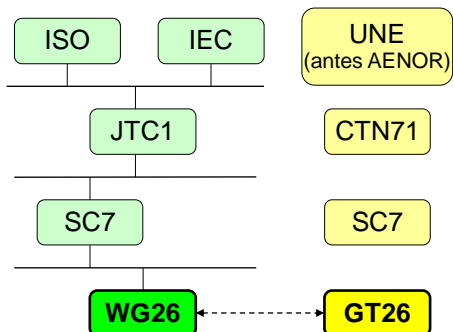 ISO
IEC
UNE
(antes AENOR)
JTC1
CTN71
SC7
SC7
WG26
GT26